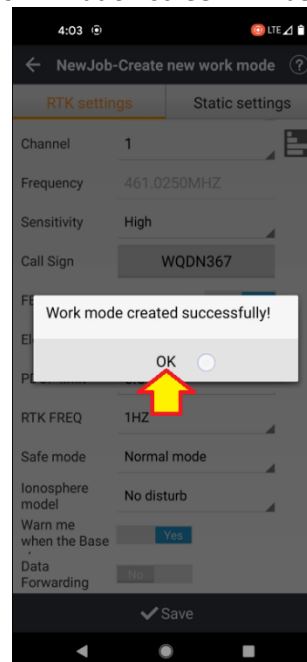 4:03
LTE
NewJob-Create new work mode
RTK settings
Static settings
Channel
1
Frequency
461.0250MHZ
Sensitivity
High
Call Sign
WQDN367
Work mode created successfully!
OK
RTK FREQ
1HZ
Safe mode
Normal mode
Ionosphere
model
No disturb
Warn me
when the Base
Yes
Data
Forwarding
No
Save